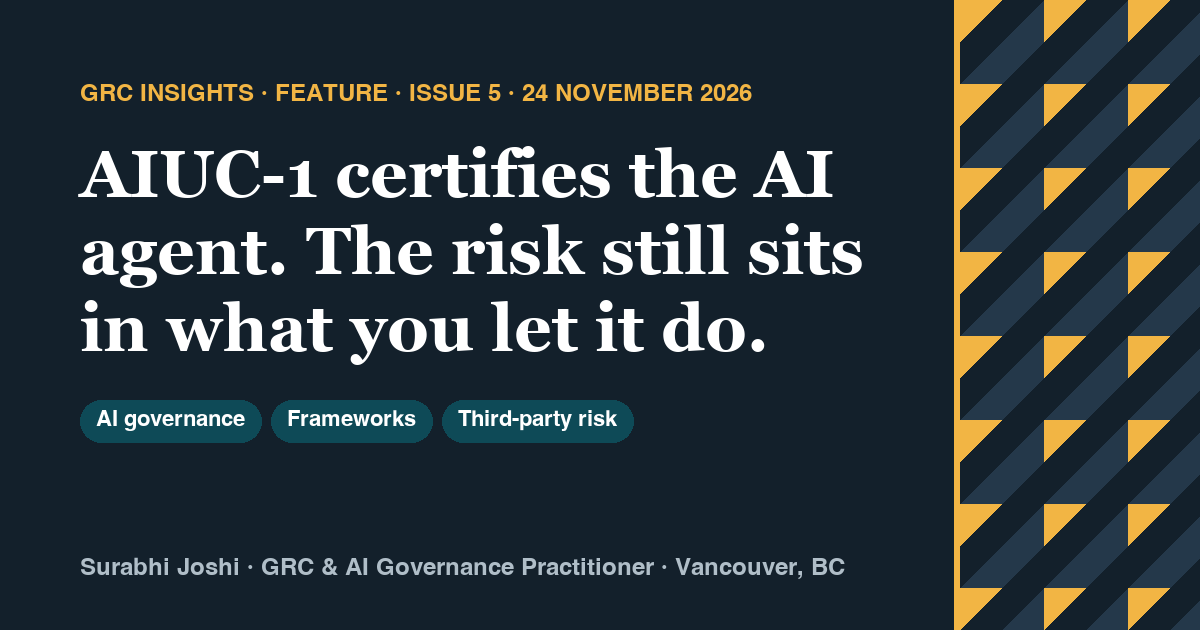 GRC INSIGHTS · FEATURE · ISSUE 5 · 24 NOVEMBER 2026
AIUC-1 certifies the AI
agent. The risk still sits
in what you let it do.
AI governance Frameworks Third-party risk
Surabhi Joshi · GRC & AI Governance Practitioner · Vancouver, BC